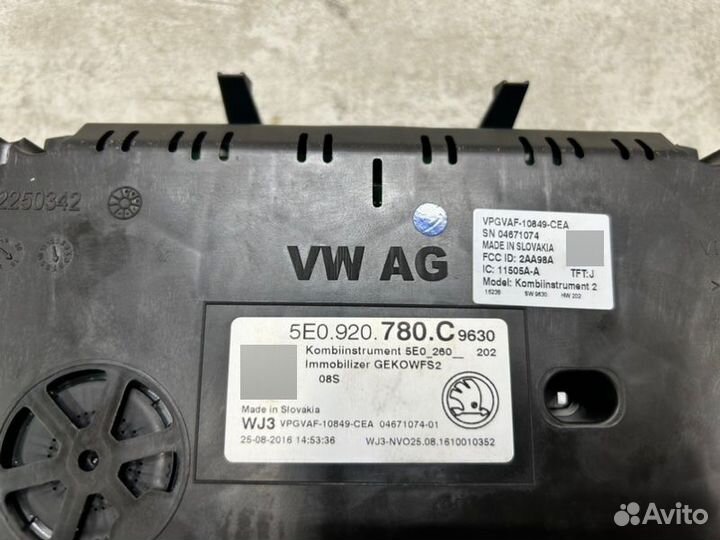 2250342
VPGVAF-10849-CEA
SN 04671074
MADE IN SLOVAKIA
FCC ID: 2AA98A
IC: 11505A-A TFT:J
Model: Kombiinstrument 2
16236 SW 9630 HW 202
VW AG
5E0.920.780.C 9630
Kombiinstrument 5E0_260__ 202
Immobilizer GEKOWFS2
08S
Made in Slovakia
WJ3 VPGVAF-10849-CEA 04671074-01
25-08-2016 14:53:36 WJ3-NVO25.08.1610010352
Avito